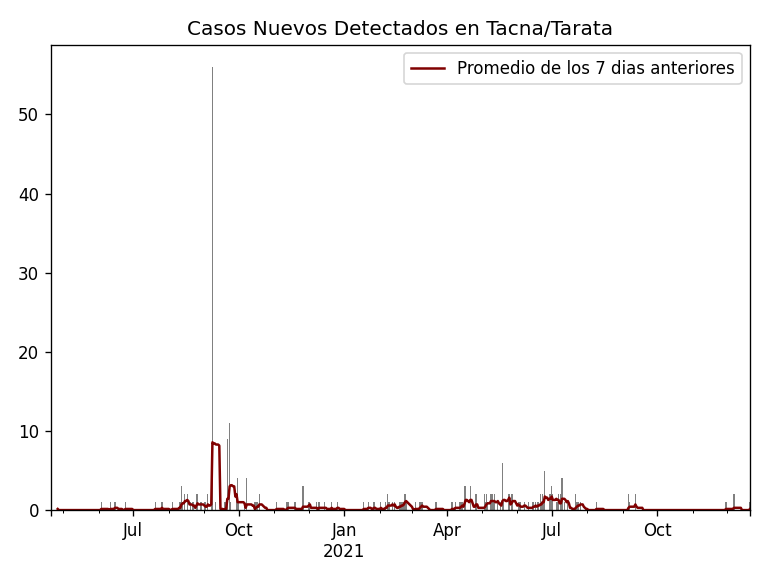 Casos Nuevos Detectados en Tacna/Tarata
Promedio de los 7 dias anteriores
50
40
30
20
10
0
Jul
Oct
Jan
2021
Apr
Jul
Oct